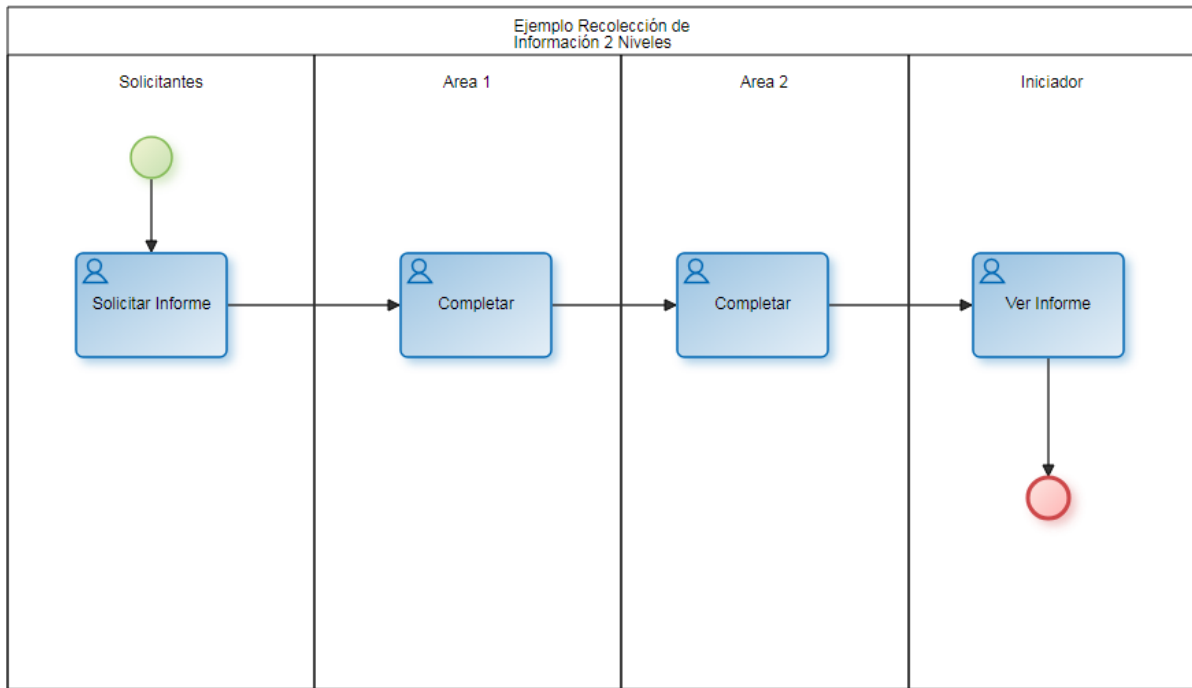 Ejemplo Recolección de
Información 2 Niveles
Solicitantes
Area 1
Area 2
Iniciador
Solicitar Informe
Completar
Completar
Ver Informe